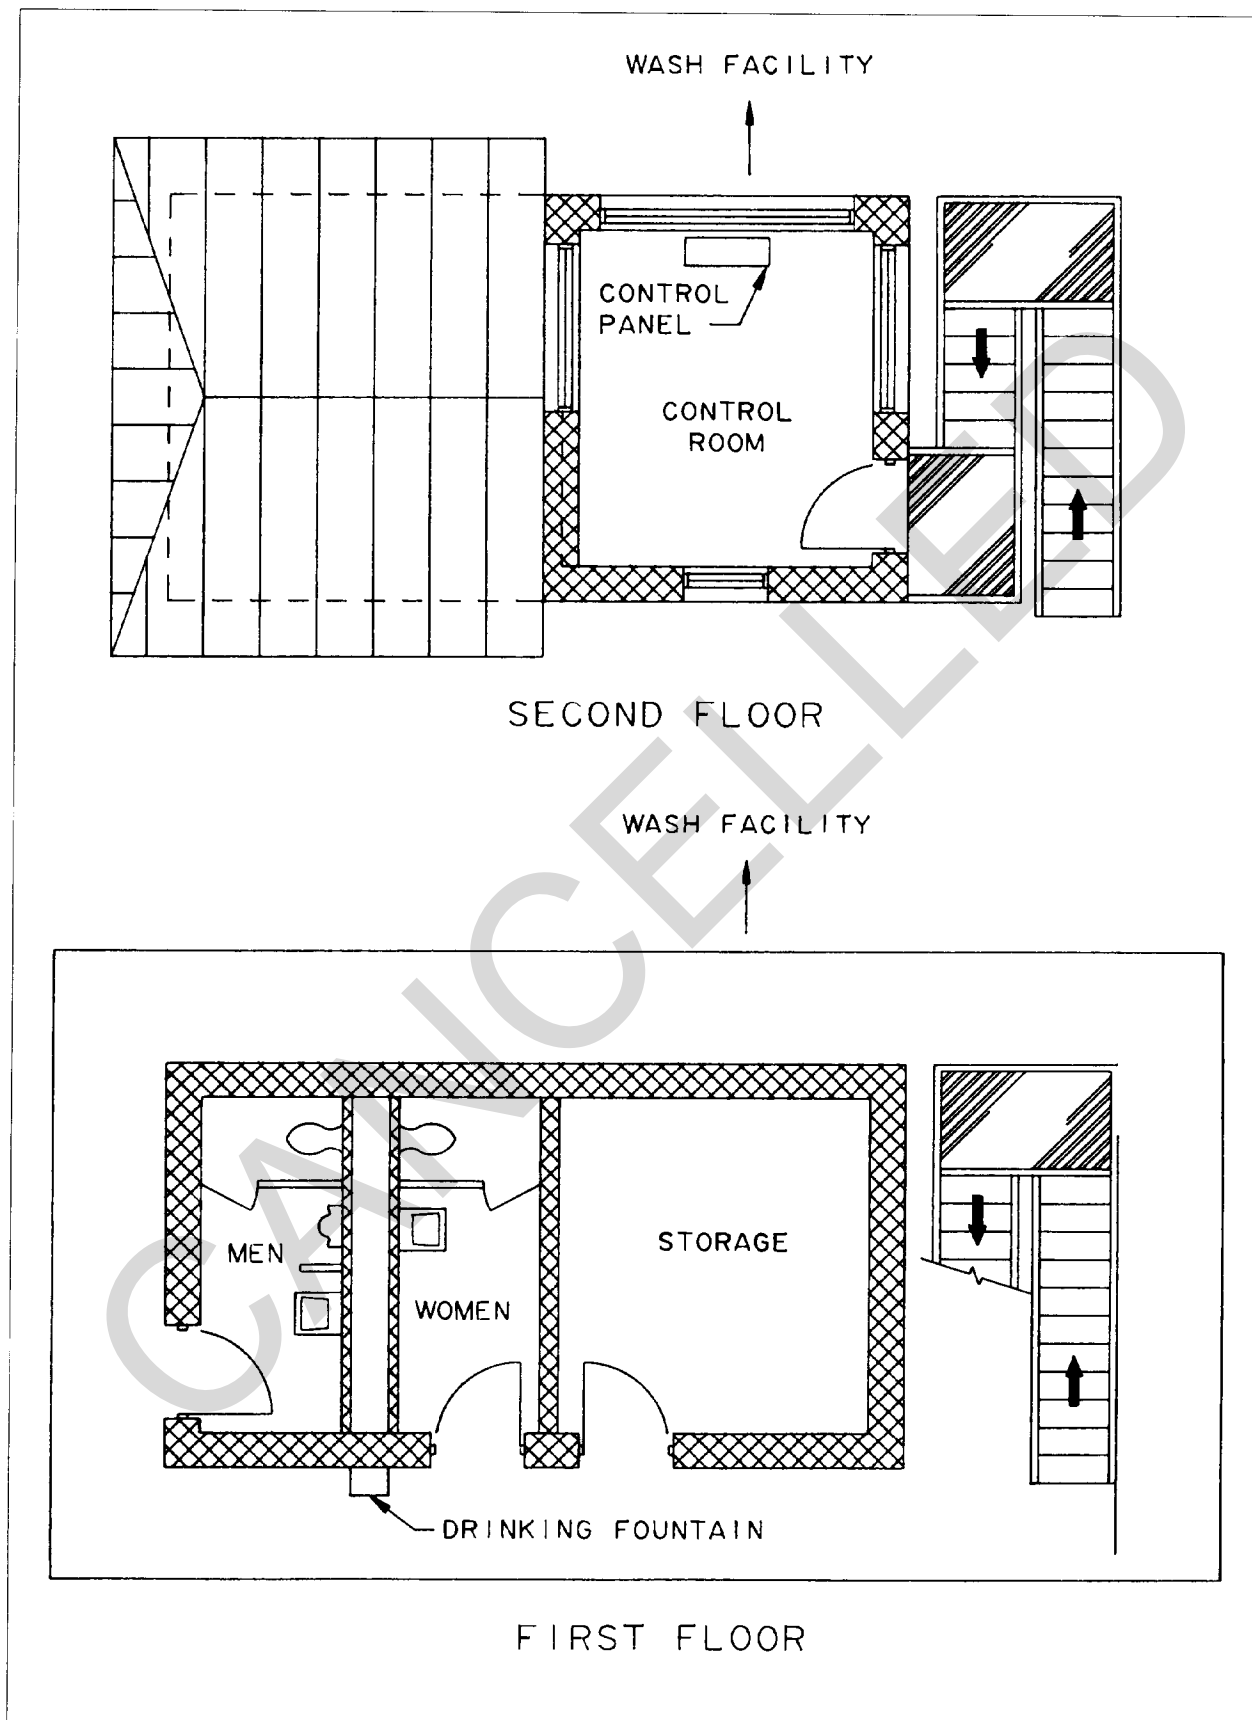 WASH FACILITY
CONTROL
PANEL
CONTROL
ROOM
SECOND FLOOR
WASH FACILITY
MEN
WOMEN
STORAGE
DRINKING FOUNTAIN
FIRST FLOOR
CANCELLED